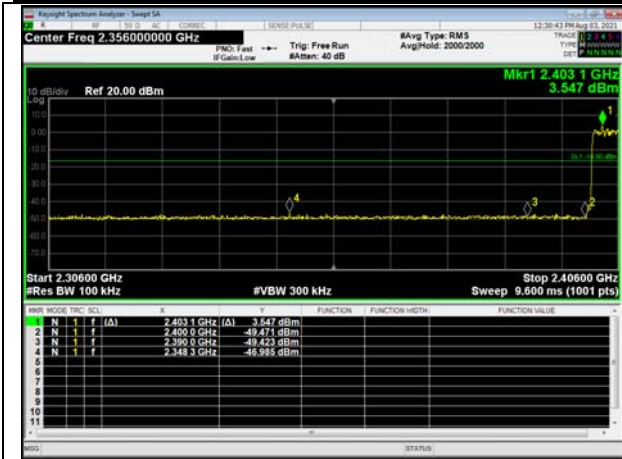 Keysight Spectrum Analyzer - Swept SA
R RF 50 Ω AC CORREC SENSE:PULSE 12:30:43 PM Aug 03, 2021
Center Freq 2.356000000 GHz
PNO: Fast
IFGain:Low
Trig: Free Run
#Atten: 40 dB
#Avg Type: RMS
Avg|Hold: 2000/2000
TRACE 1 2 3 4 5 6
TYPE M W W W W W
DET P N N N N N
Mkr1 2.403 1 GHz
3.547 dBm
10 dB/div Ref 20.00 dBm
Log
10.0
0.00
-10.0
-20.0
-30.0
-40.0
-50.0
-60.0
-70.0
1
2
3
4
Start 2.30600 GHz
#Res BW 100 kHz
#VBW 300 kHz
Stop 2.40600 GHz
Sweep 9.600 ms (1001 pts)
MKR MODE TRC SCL X Y FUNCTION FUNCTION WIDTH FUNCTION VALUE
1 N 1 f (Δ) 2.403 1 GHz (Δ) 3.547 dBm
2 N 1 f 2.400 0 GHz -49.471 dBm
3 N 1 f 2.390 0 GHz -49.423 dBm
4 N 1 f 2.348 3 GHz -46.985 dBm
5
6
7
8
9
10
11
MSG STATUS